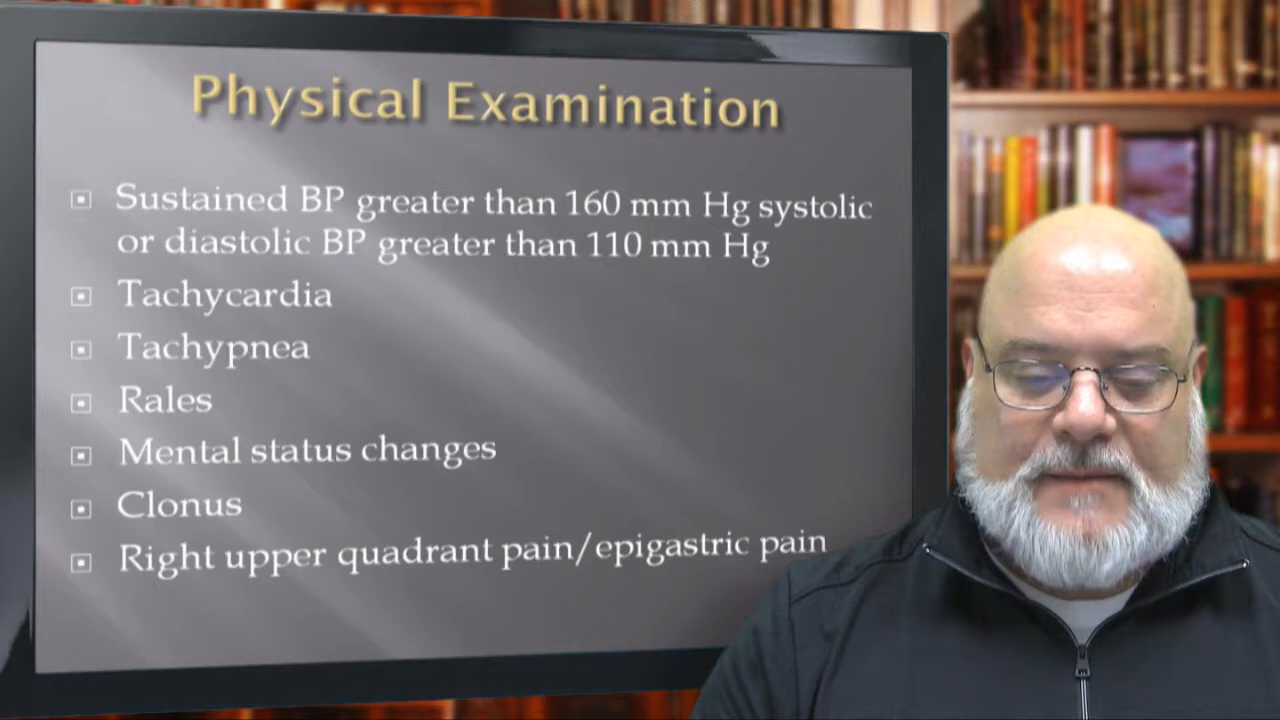 Physical Examination
Sustained BP greater than 160 mm Hg systolic
or diastolic BP greater than 110 mm Hg
Tachycardia
Tachypnea
Rales
Mental status changes
Clonus
Right upper quadrant pain/epigastric pain